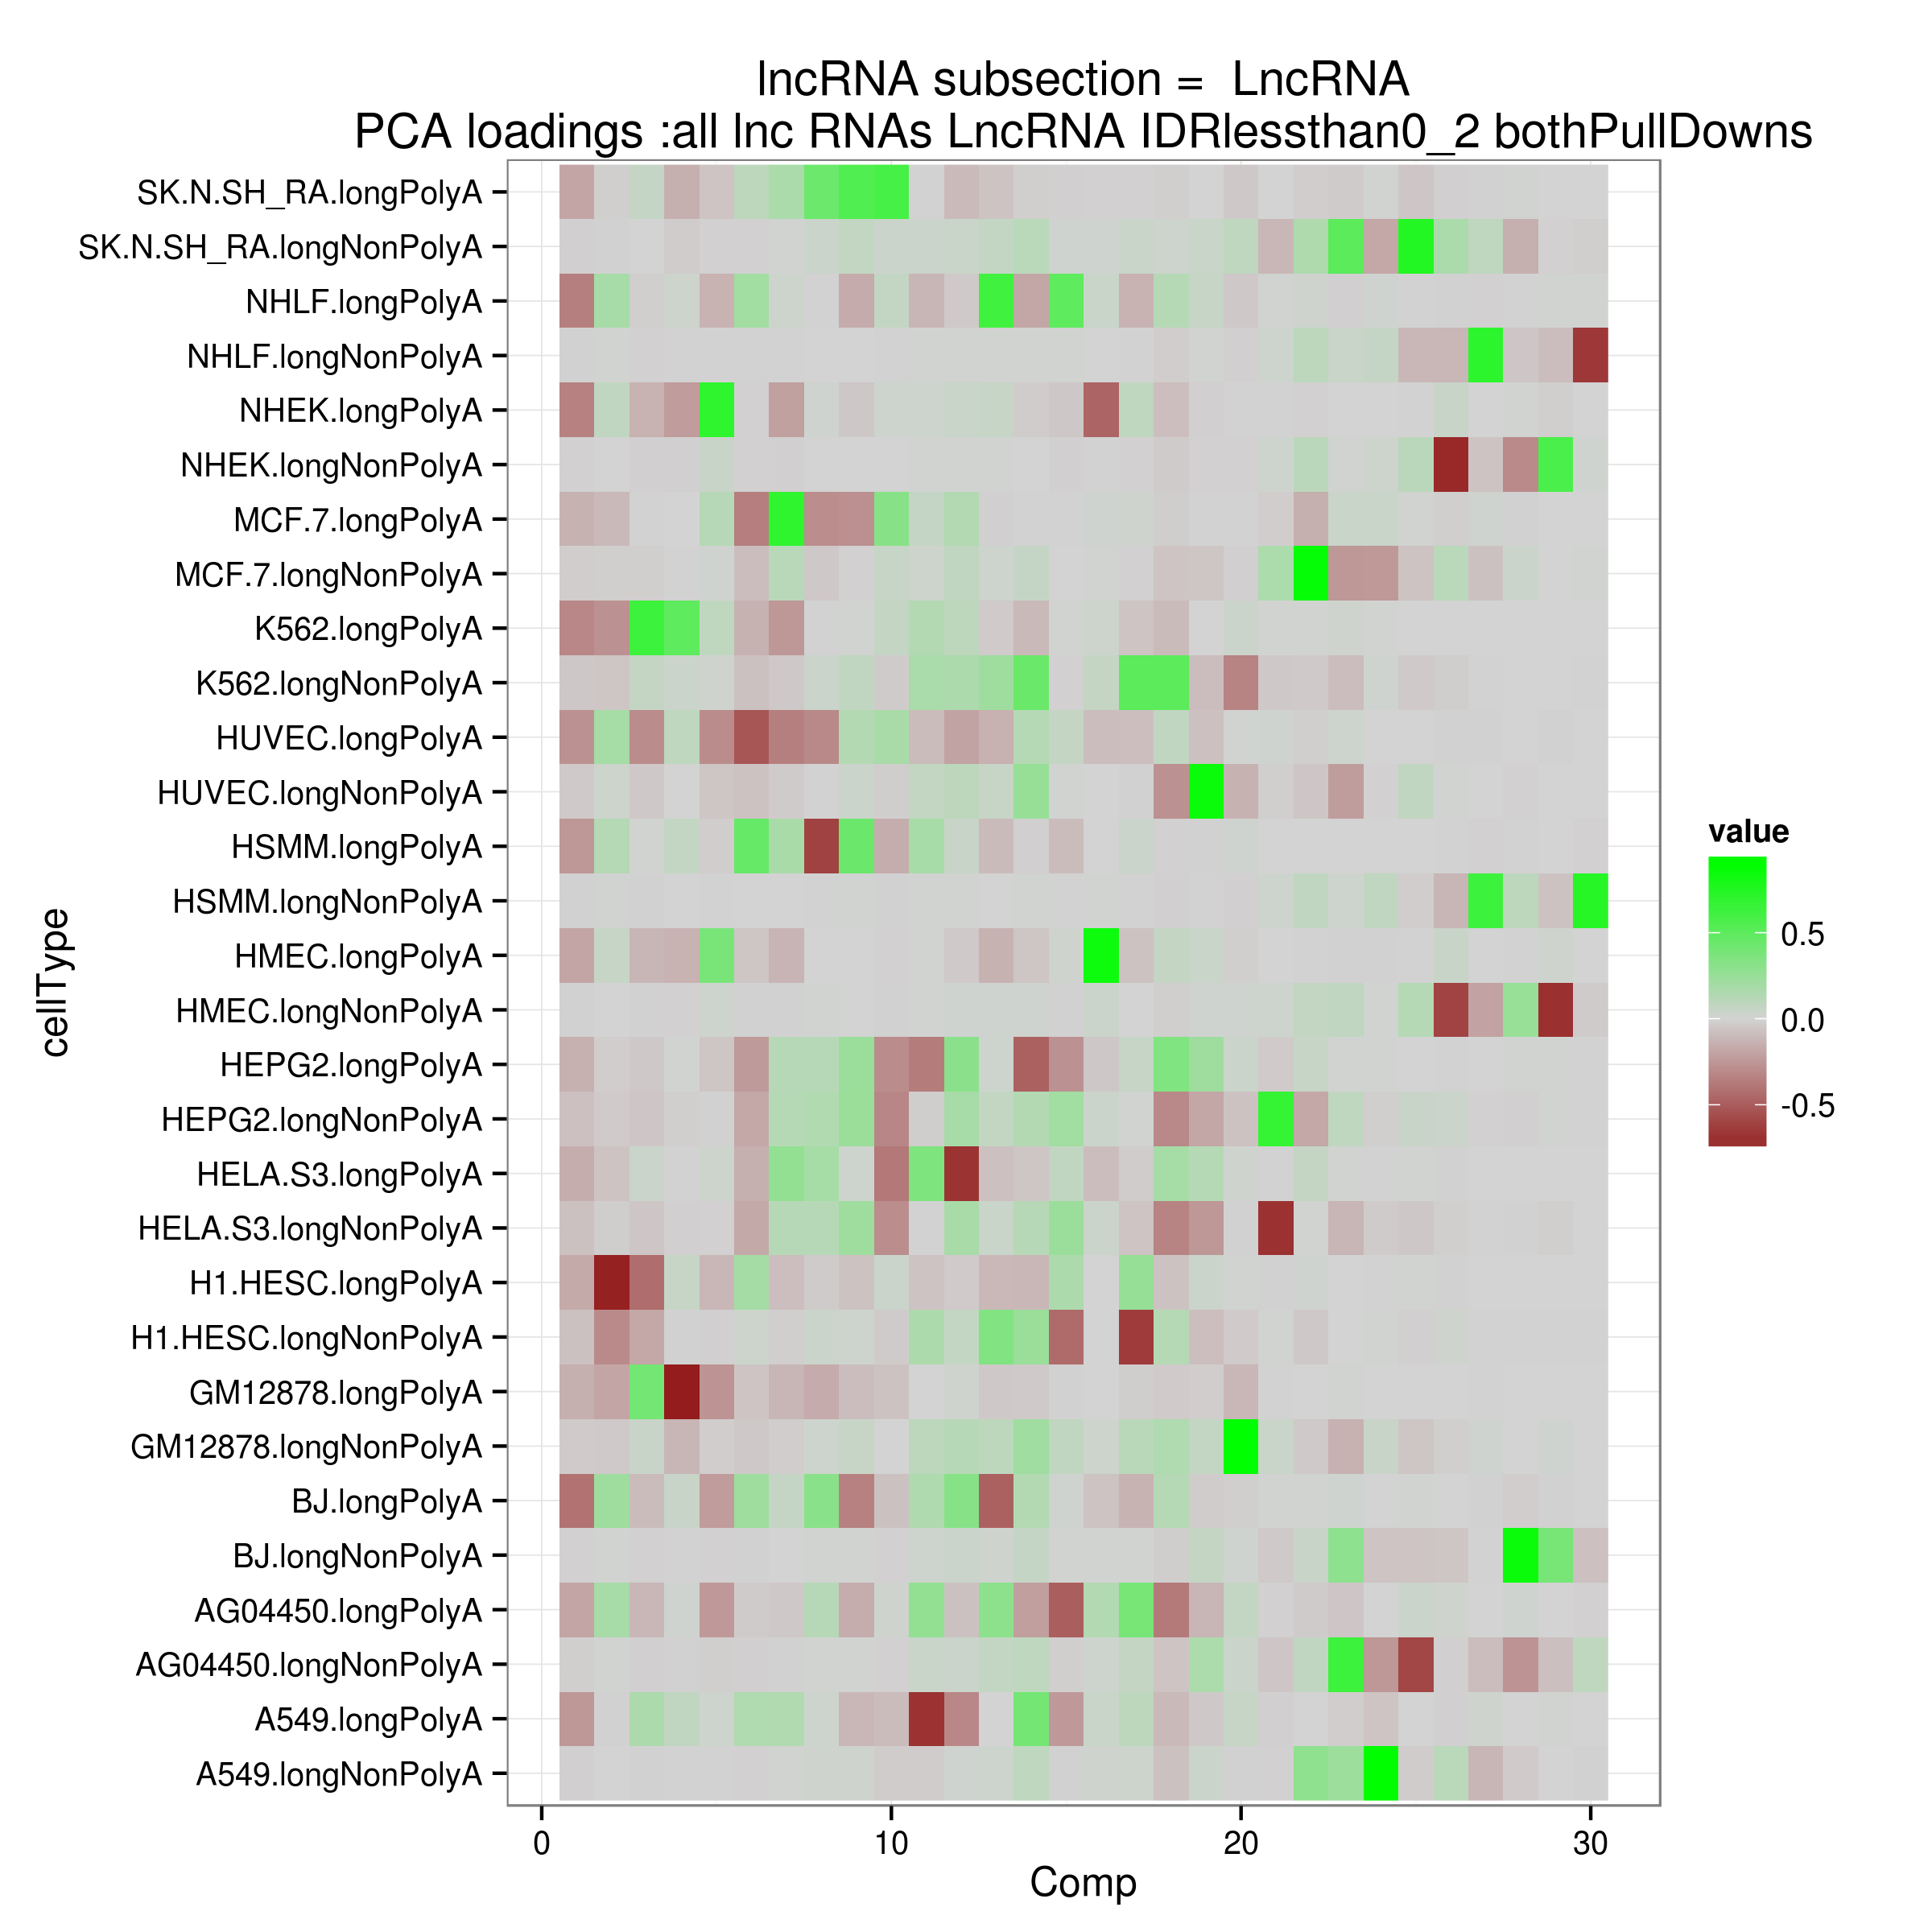 lncRNA subsection =  LncRNA
PCA loadings :all lnc RNAs LncRNA IDRlessthan0_2 bothPullDowns
SK.N.SH_RA.longPolyA
SK.N.SH_RA.longNonPolyA
NHLF.longPolyA
NHLF.longNonPolyA
NHEK.longPolyA
NHEK.longNonPolyA
MCF.7.longPolyA
MCF.7.longNonPolyA
K562.longPolyA
K562.longNonPolyA
HUVEC.longPolyA
HUVEC.longNonPolyA
HSMM.longPolyA
HSMM.longNonPolyA
HMEC.longPolyA
HMEC.longNonPolyA
HEPG2.longPolyA
HEPG2.longNonPolyA
HELA.S3.longPolyA
HELA.S3.longNonPolyA
H1.HESC.longPolyA
H1.HESC.longNonPolyA
GM12878.longPolyA
GM12878.longNonPolyA
BJ.longPolyA
BJ.longNonPolyA
AG04450.longPolyA
AG04450.longNonPolyA
A549.longPolyA
A549.longNonPolyA
cellType
0 10 20 30
Comp
value
0.5
0.0
-0.5